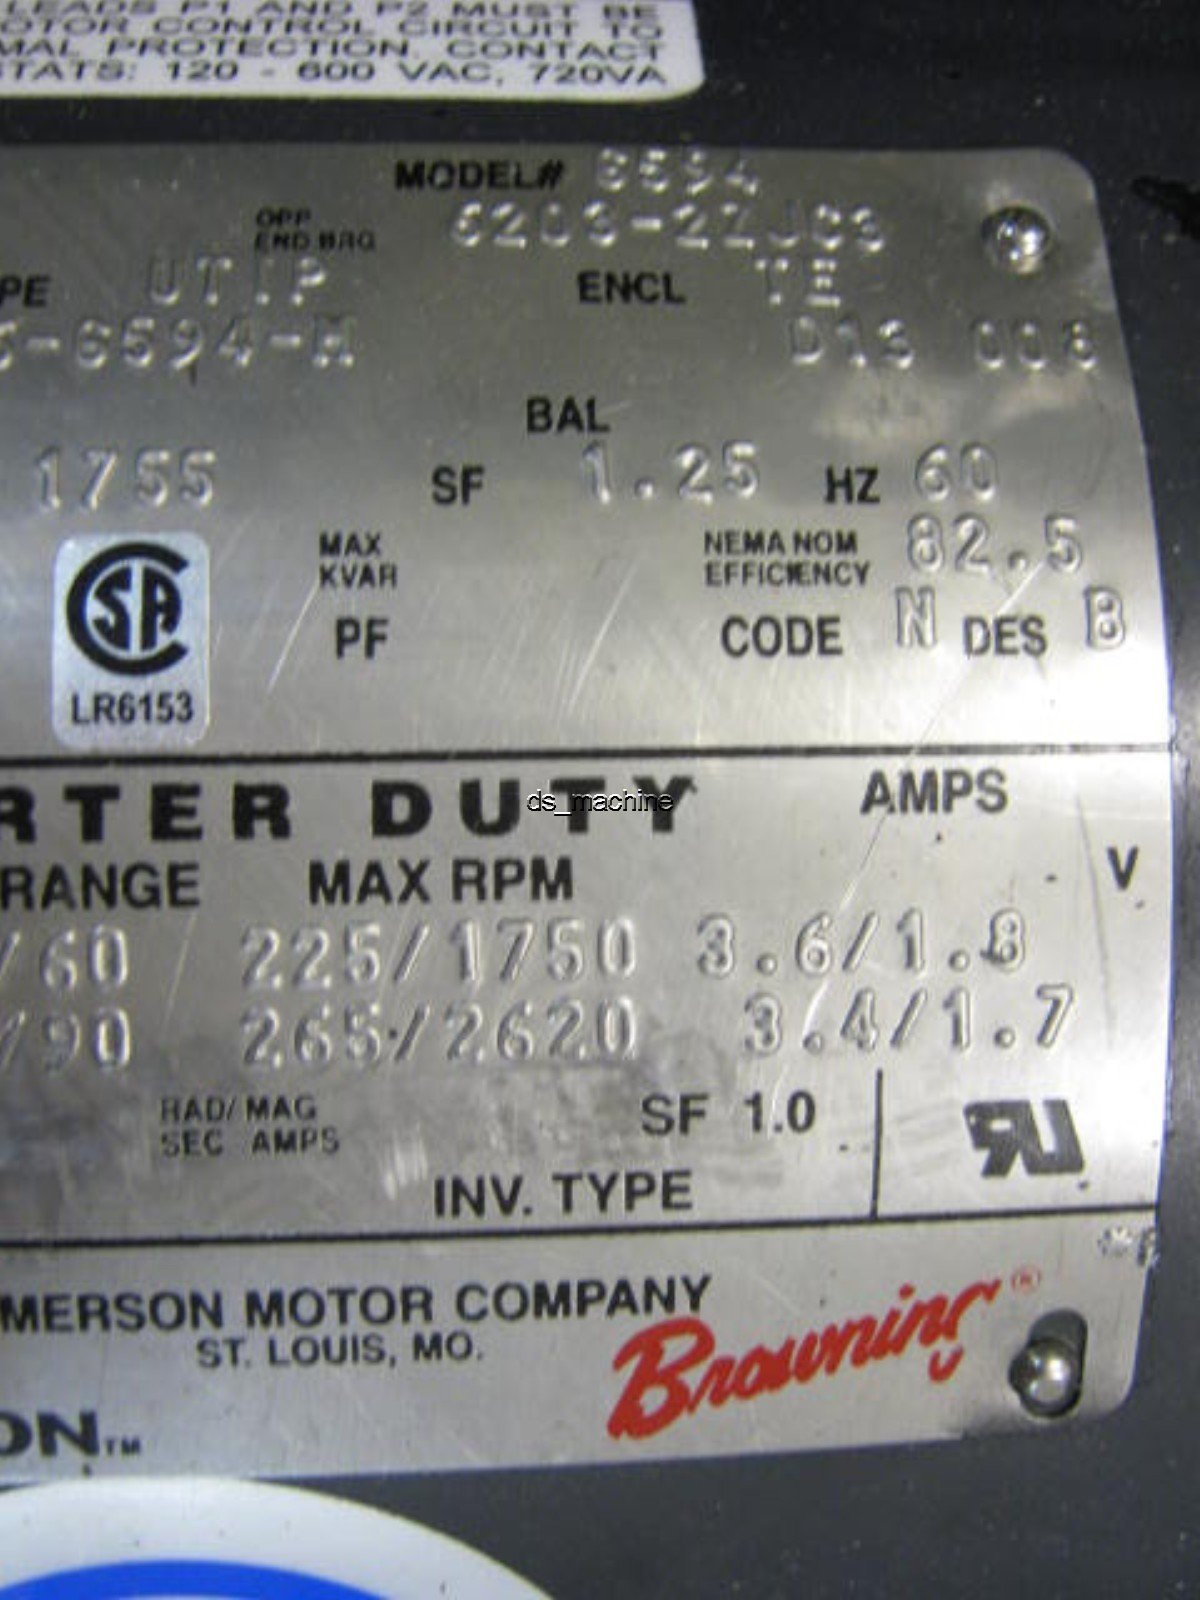 LEADS P1 AND P2 MUST BE
MOTOR CONTROL CIRCUIT TO
MAL PROTECTION. CONTACT
STATS: 120 - 600 VAC, 720VA
MODEL# 6594
OPP END BRG 6203-2ZJC3
PE UTIP ENCL TE
-6594-M D13 008
BAL
1755 SF 1.25 HZ 60
MAX KVAR NEMA NOM EFFICIENCY 82.5
PF CODE N DES B
CSA
LR6153
RTER DUTY AMPS
RANGE MAX RPM V
/60 225/1750 3.6/1.8
/90 265/2620 3.4/1.7
RAD/ MAG
SEC AMPS
SF 1.0
RU
INV. TYPE
MERSON MOTOR COMPANY
ST. LOUIS, MO.
Browning®
ON™
ds_machine